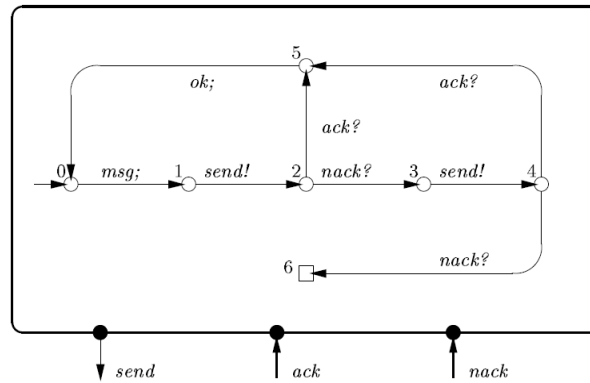 5
ok;
ack?
ack?
0
msg;
1
send!
2
nack?
3
send!
4
6
nack?
send
ack
nack